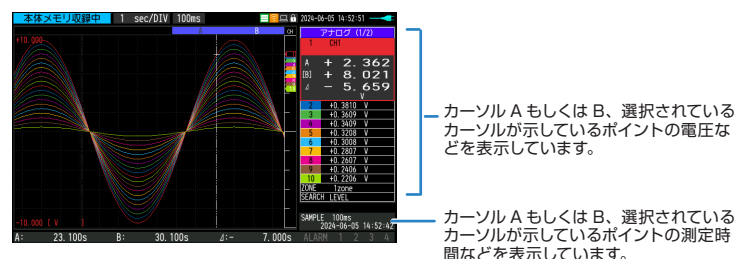 本体メモリ収録中 1 sec/DIV 100ms 2024-06-05 14:52:51
⊿ B CH アナログ (1/2)
+10.000
1 CH1
A + 2.362
[B] + 8.021
⊿ - 5.659
V
2 +0.3810 V
3 +0.3609 V
4 +0.3409 V
5 +0.3208 V
6 +0.3008 V
7 +0.2807 V
8 +0.2607 V
9 +0.2406 V
10 +0.2206 V
ZONE 1zone
SEARCH LEVEL
-10.000 [ V ]
SAMPLE 100ms
2024-06-05 14:52:42
A: 23.100s B: 30.100s ⊿:- 7.000s ALARM 1 2 3 4
カーソル A もしくは B、選択されている
カーソルが示しているポイントの電圧な
どを表示しています。
カーソル A もしくは B、選択されている
カーソルが示しているポイントの測定時
間などを表示しています。